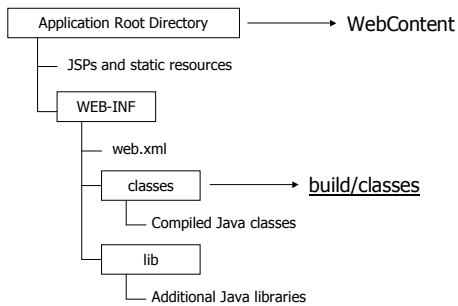 Application Root Directory
WebContent
JSPs and static resources
WEB-INF
web.xml
classes
build/classes
Compiled Java classes
lib
Additional Java libraries